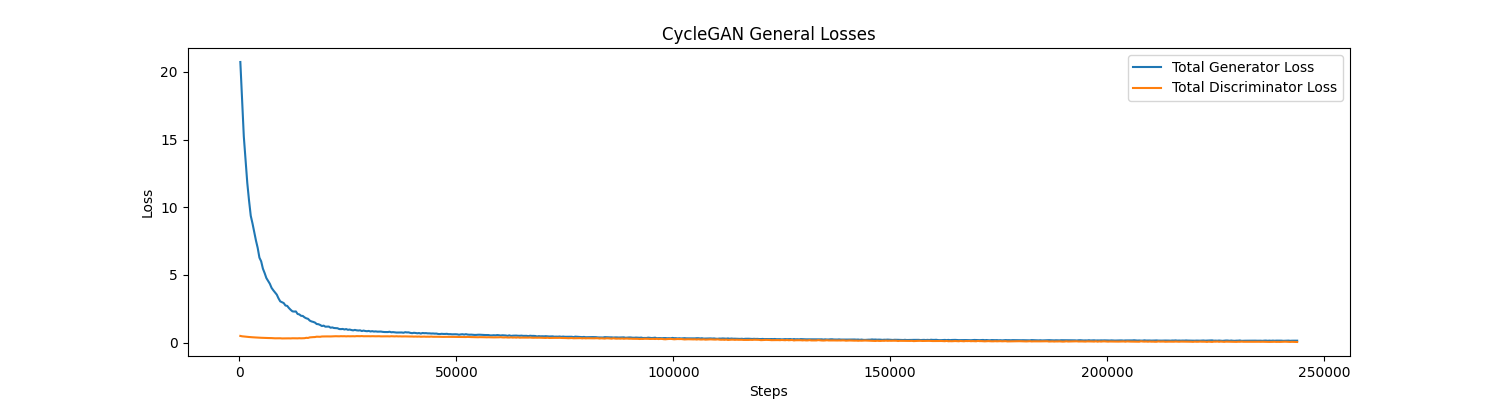 CycleGAN General Losses
Total Generator Loss
Total Discriminator Loss
20
15
10
5
0
Loss
0 50000 100000 150000 200000 250000
Steps